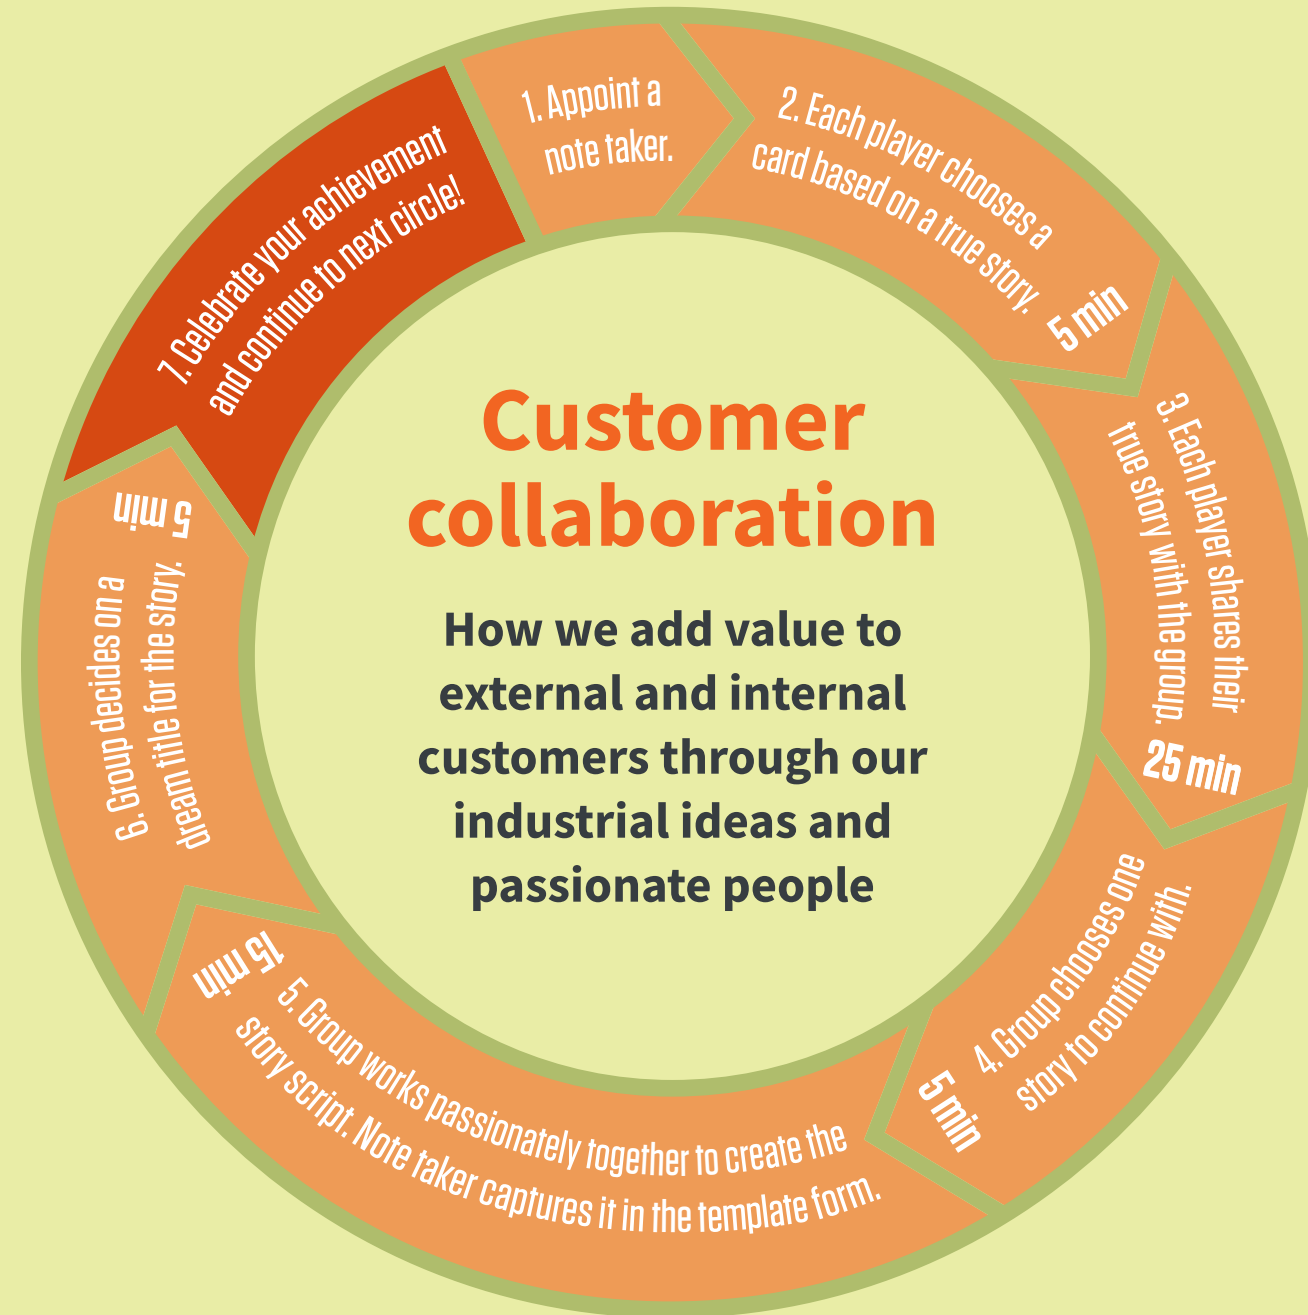 Customer
collaboration
How we add value to
external and internal
customers through our
industrial ideas and
passionate people
1. Appoint a
note taker.
2. Each player chooses a
card based on a true story.
5 min
3. Each player shares their
true story with the group.
25 min
4. Group chooses one
story to continue with.
5 min
5. Group works passionately together to create the
story script. Note taker captures it in the template form.
15 min
6. Group decides on a
dream title for the story.
5 min
7. Celebrate your achievement
and continue to next circle!